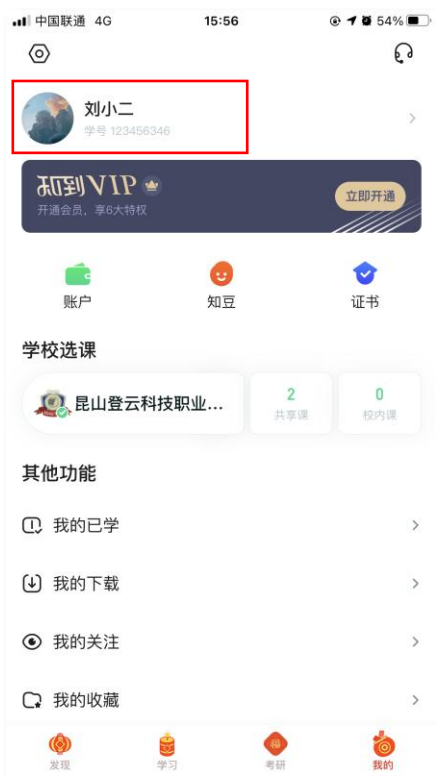 中国联通 4G 15:56 54%
刘小二
学号 123456346
知到VIP
开通会员，享6大特权
立即开通
账户 知豆 证书
学校选课
昆山登云科技职业...
2 0
共享课 校内课
其他功能
我的已学
我的下载
我的关注
我的收藏
福
发现 学习 考研 我的